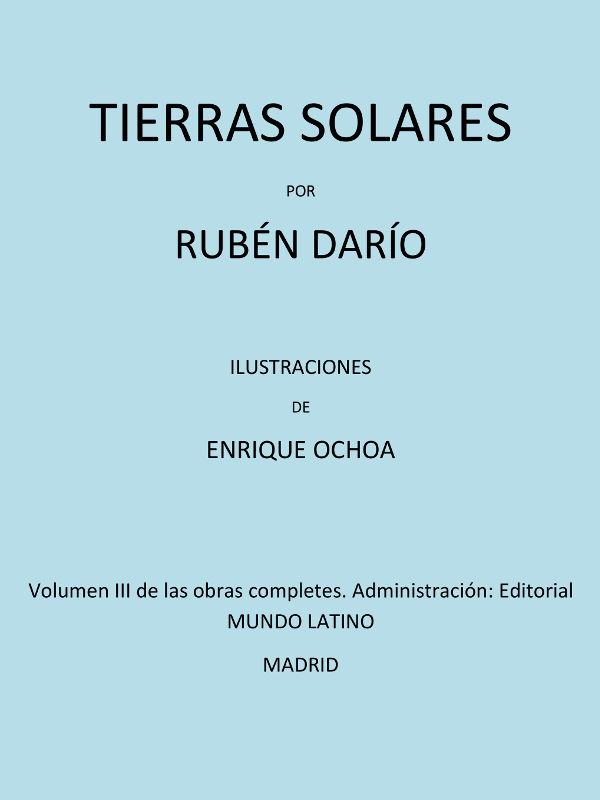 TIERRAS SOLARES
POR
RUBÉN DARÍO
ILUSTRACIONES
DE
ENRIQUE OCHOA
Volumen III de las obras completes. Administración: Editorial
MUNDO LATINO
MADRID